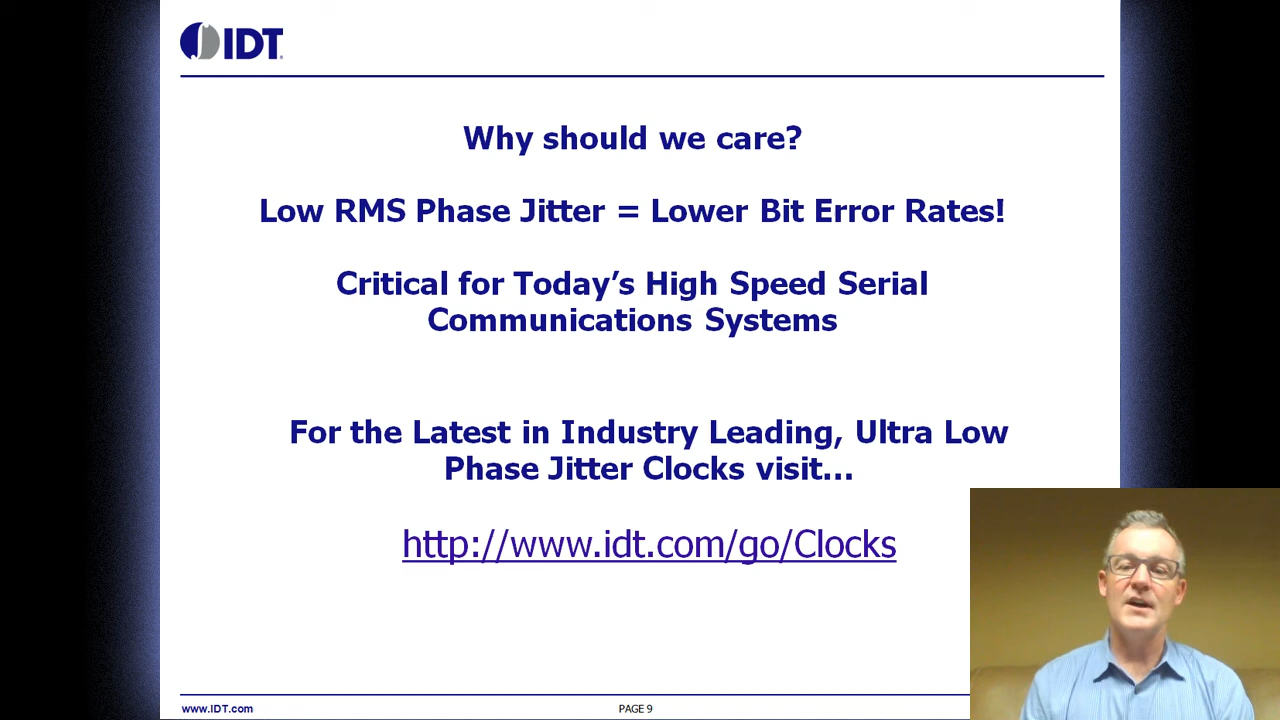 IDT
Why should we care?
Low RMS Phase Jitter = Lower Bit Error Rates!
Critical for Today’s High Speed Serial
Communications Systems
For the Latest in Industry Leading, Ultra Low
Phase Jitter Clocks visit…
http://www.idt.com/go/Clocks
www.IDT.com
PAGE 9